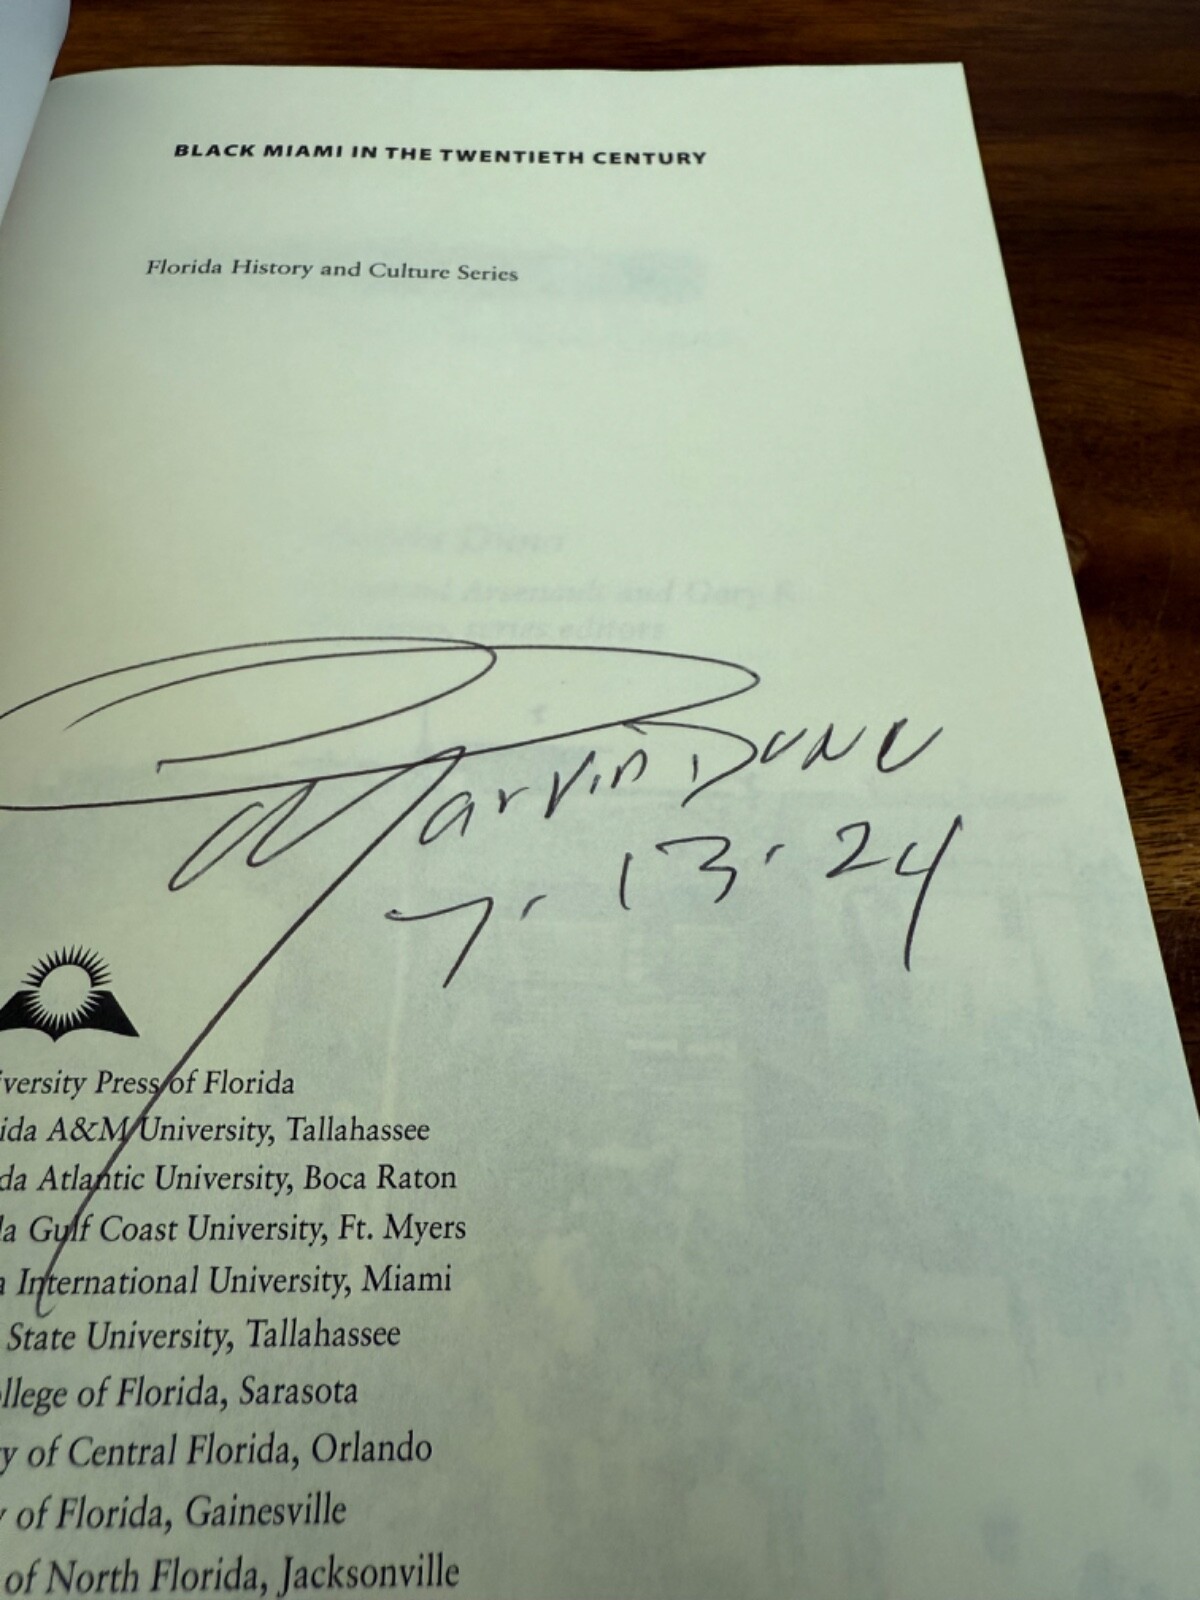 BLACK MIAMI IN THE TWENTIETH CENTURY
Florida History and Culture Series
Marvin Dunn
7. 13. 24
versity Press of Florida
ida A&M University, Tallahassee
da Atlantic University, Boca Raton
la Gulf Coast University, Ft. Myers
a International University, Miami
State University, Tallahassee
ollege of Florida, Sarasota
y of Central Florida, Orlando
y of Florida, Gainesville
of North Florida, Jacksonville